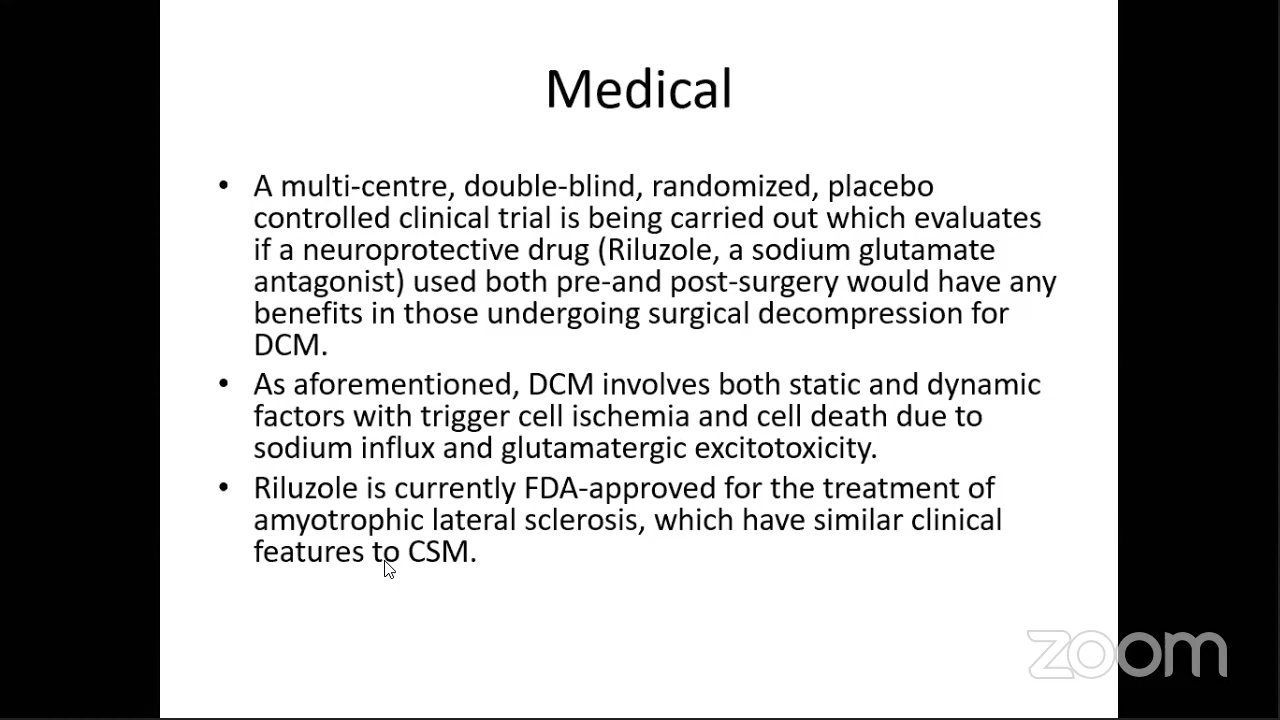 Medical
• A multi-centre, double-blind, randomized, placebo
controlled clinical trial is being carried out which evaluates
if a neuroprotective drug (Riluzole, a sodium glutamate
antagonist) used both pre-and post-surgery would have any
benefits in those undergoing surgical decompression for
DCM.
• As aforementioned, DCM involves both static and dynamic
factors with trigger cell ischemia and cell death due to
sodium influx and glutamatergic excitotoxicity.
• Riluzole is currently FDA-approved for the treatment of
amyotrophic lateral sclerosis, which have similar clinical
features to CSM.
zoom